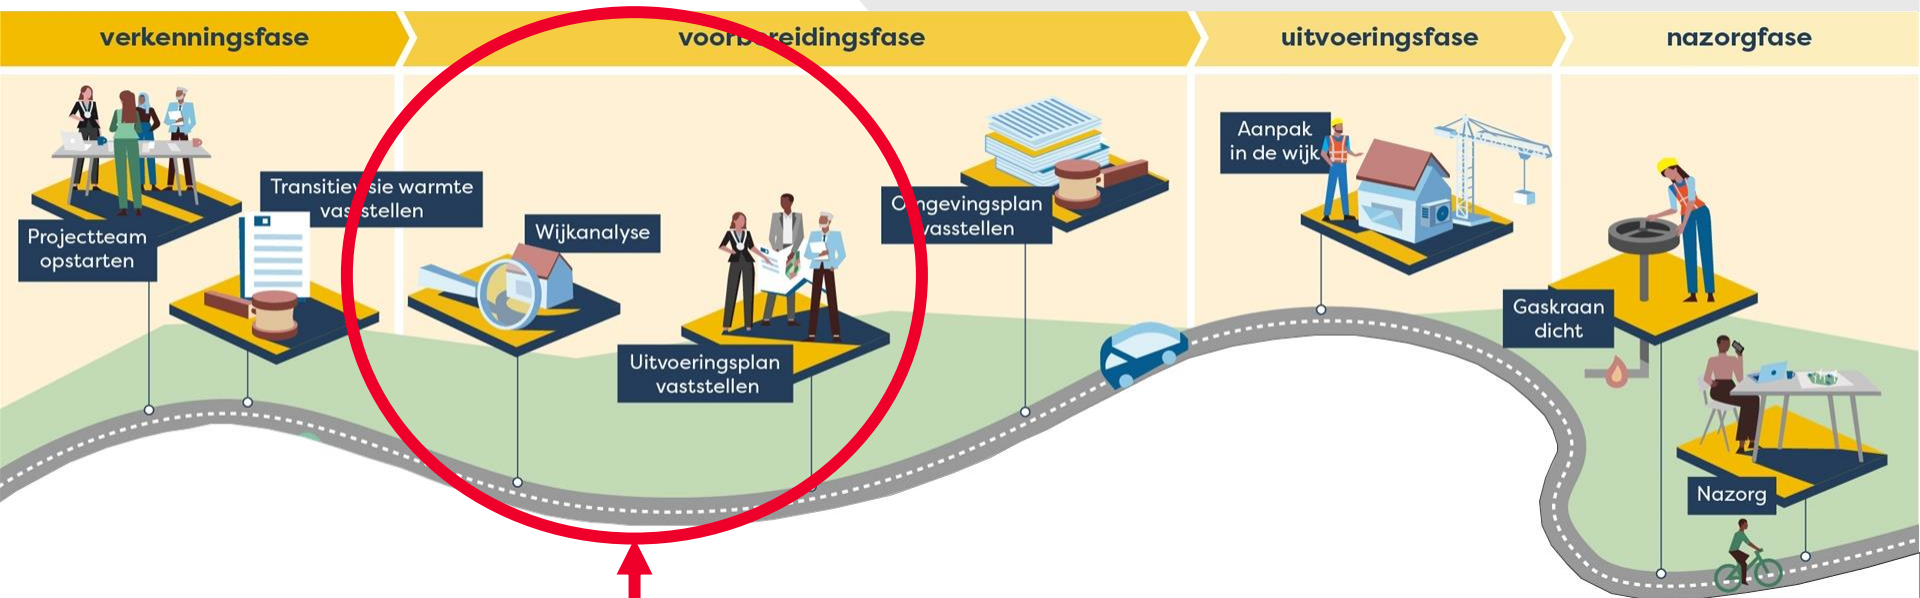 verkenningsfase
voorbereidingsfase
uitvoeringsfase
nazorgfase
Projectteam
opstarten
Transitievisie warmte
vaststellen
Wijkanalyse
Uitvoeringsplan
vaststellen
Omgevingsplan
vasstellen
Aanpak
in de wijk
Gaskraan
dicht
Nazorg